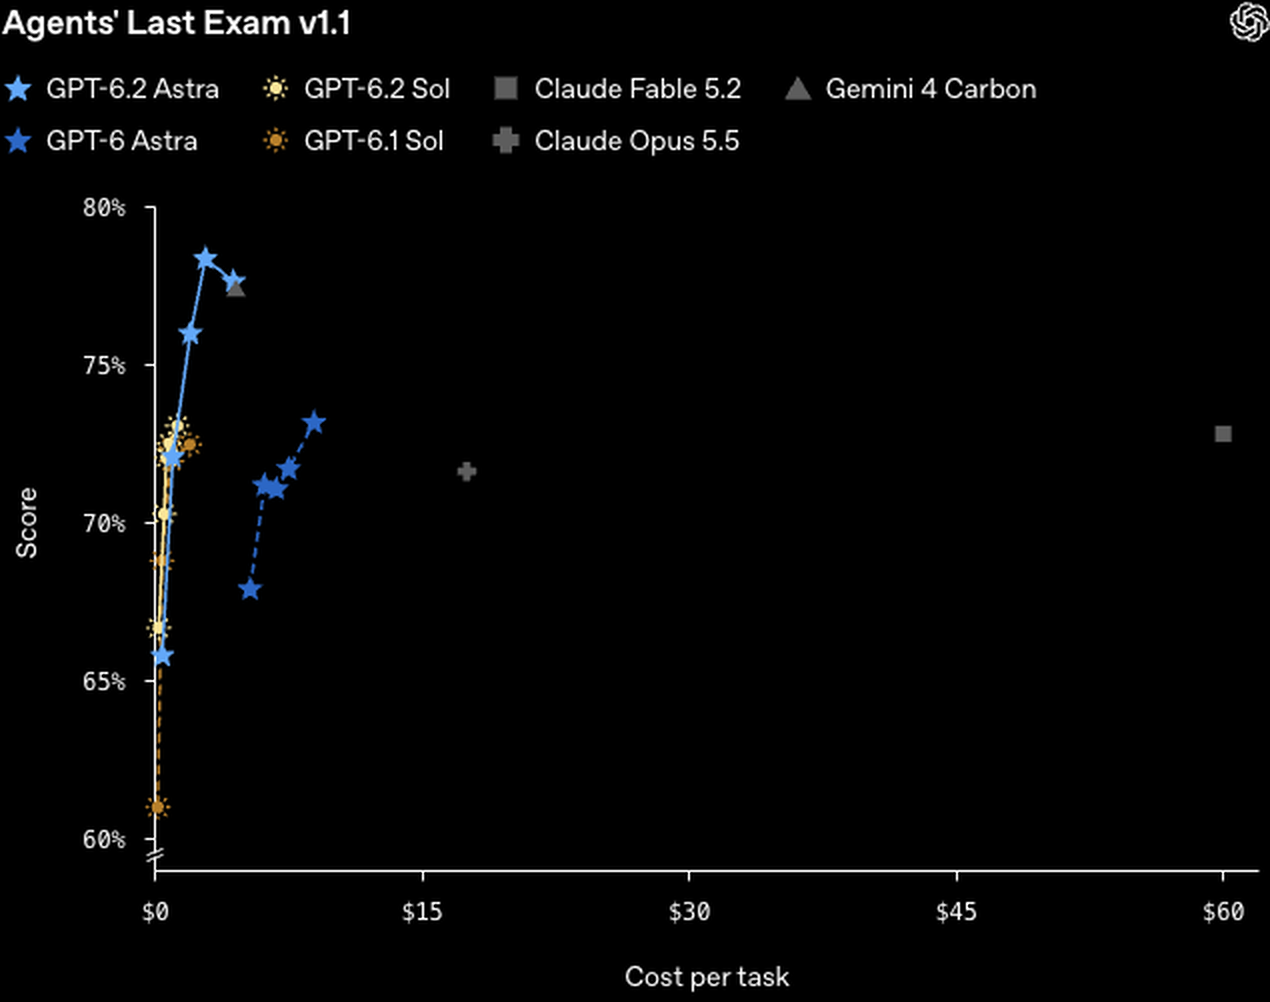 Agents' Last Exam v1.1
GPT-6.2 Astra GPT-6.2 Sol Claude Fable 5.2 Gemini 4 Carbon
GPT-6 Astra GPT-6.1 Sol Claude Opus 5.5
80%
75%
70%
65%
60%
Score
$0 $15 $30 $45 $60
Cost per task